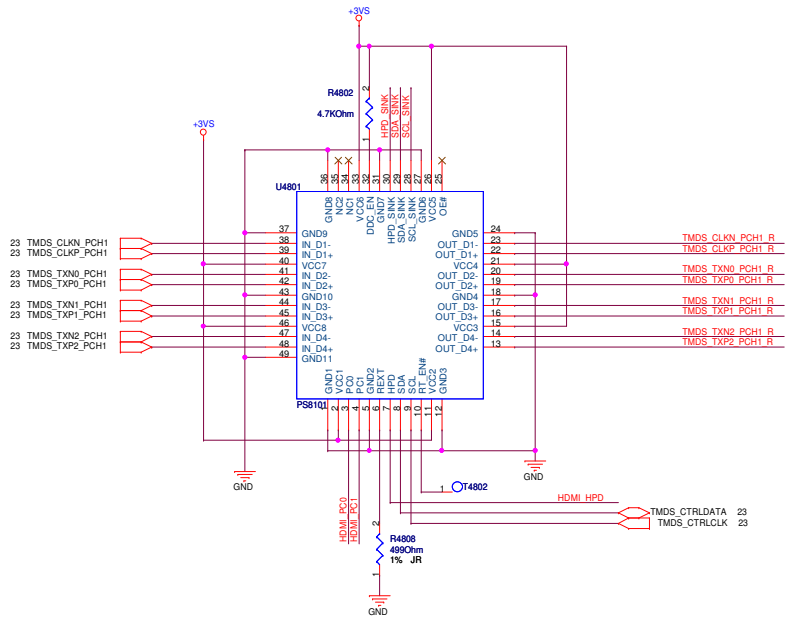 +3VS
R4802
2
4.7KOhm
1
HPD_SINK
SDA_SINK
SCL_SINK
+3VS
U4801
36 35 34 33 32 31 30 29 28 27 26 25
GND8
NC2
NC1
VCC6
DDC_EN
GND7
HPD_SINK
SDA_SINK
SCL_SINK
GND6
VCC5
OE#
37 GND9
23 TMDS_CLKN_PCH1 38 IN_D1-
23 TMDS_CLKP_PCH1 39 IN_D1+
40 VCC7
23 TMDS_TXN0_PCH1 41 IN_D2-
23 TMDS_TXP0_PCH1 42 IN_D2+
43 GND10
23 TMDS_TXN1_PCH1 44 IN_D3-
23 TMDS_TXP1_PCH1 45 IN_D3+
46 VCC8
23 TMDS_TXN2_PCH1 47 IN_D4-
23 TMDS_TXP2_PCH1 48 IN_D4+
49 GND11
GND5 24
OUT_D1- 23 TMDS_CLKN_PCH1_R
OUT_D1+ 22 TMDS_CLKP_PCH1_R
VCC4 21
OUT_D2- 20 TMDS_TXN0_PCH1_R
OUT_D2+ 19 TMDS_TXP0_PCH1_R
GND4 18
OUT_D3- 17 TMDS_TXN1_PCH1_R
OUT_D3+ 16 TMDS_TXP1_PCH1_R
VCC3 15
OUT_D4- 14 TMDS_TXN2_PCH1_R
OUT_D4+ 13 TMDS_TXP2_PCH1_R
GND1
VCC1
PC0
PC1
GND2
REXT
HPD
SDA
SCL
RT_EN#
VCC2
GND3
PS8101
1 2 3 4 5 6 7 8 9 10 11 12
GND
GND
1 T4802
HDMI_PC0
HDMI_PC1
HDMI_HPD
TMDS_CTRLDATA 23
TMDS_CTRLCLK 23
2
R4808
499Ohm
1% JR
1
GND